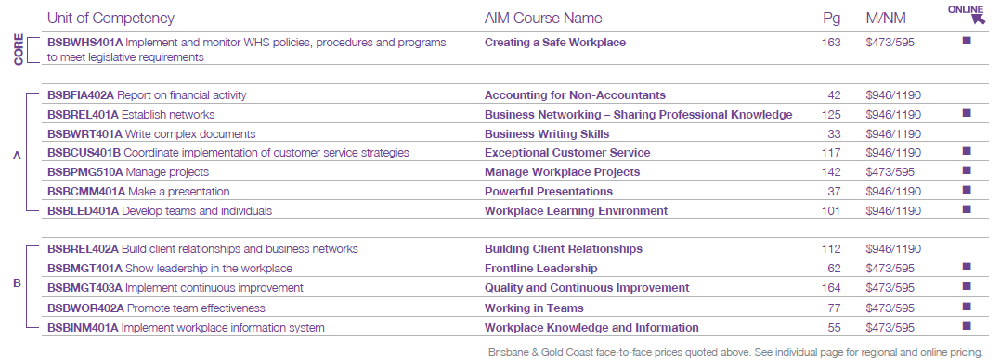 Unit of Competency AIM Course Name Pg M/NM ONLINE
CORE
BSBWHS401A Implement and monitor WHS policies, procedures and programs Creating a Safe Workplace 163 $473/595 ■
to meet legislative requirements
A
BSBFIA402A Report on financial activity Accounting for Non-Accountants 42 $946/1190
BSBREL401A Establish networks Business Networking – Sharing Professional Knowledge 125 $946/1190 ■
BSBWRT401A Write complex documents Business Writing Skills 33 $946/1190
BSBCUS401B Coordinate implementation of customer service strategies Exceptional Customer Service 117 $946/1190 ■
BSBPMG510A Manage projects Manage Workplace Projects 142 $473/595 ■
BSBCMM401A Make a presentation Powerful Presentations 37 $946/1190 ■
BSBLED401A Develop teams and individuals Workplace Learning Environment 101 $946/1190 ■
B
BSBREL402A Build client relationships and business networks Building Client Relationships 112 $946/1190
BSBMGT401A Show leadership in the workplace Frontline Leadership 62 $473/595 ■
BSBMGT403A Implement continuous improvement Quality and Continuous Improvement 164 $473/595 ■
BSBWOR402A Promote team effectiveness Working in Teams 77 $473/595 ■
BSBINM401A Implement workplace information system Workplace Knowledge and Information 55 $473/595 ■
Brisbane & Gold Coast face-to-face prices quoted above. See individual page for regional and online pricing.